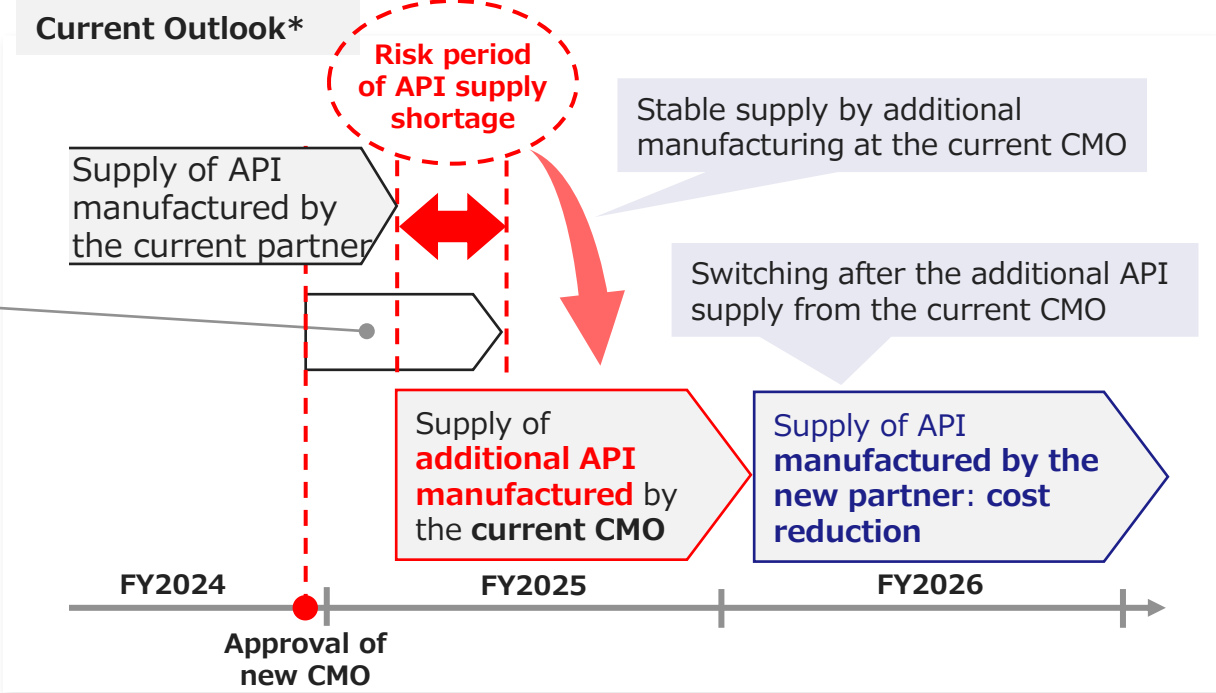 Current Outlook*
Risk period
of API supply
shortage
Stable supply by additional
manufacturing at the current CMO
Supply of API
manufactured by
the current partner
Switching after the additional API
supply from the current CMO
Supply of
additional API
manufactured by
the current CMO
Supply of API
manufactured by the
new partner: cost
reduction
FY2024
FY2025
FY2026
Approval of
new CMO